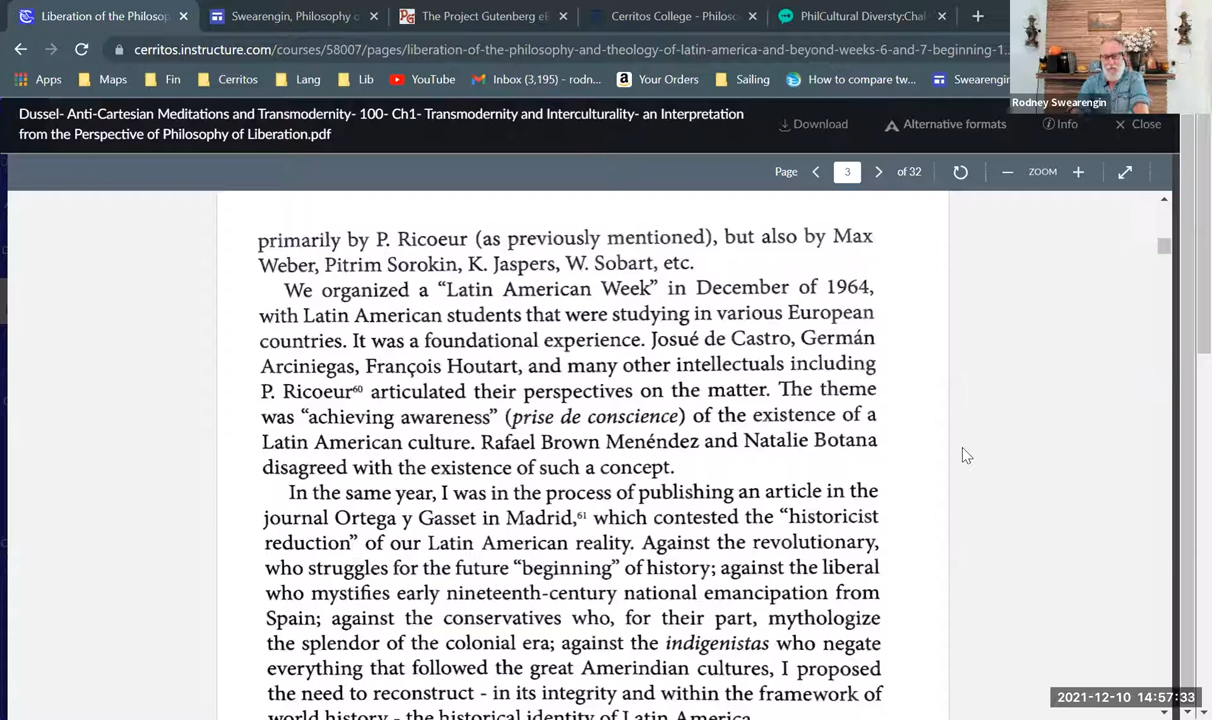 Liberation of the Philosop
Swearengin, Philosophy o
The Project Gutenberg eB
Cerritos College - Philoso
PhilCultural Diversty:Chal
cerritos.instructure.com/courses/58007/pages/liberation-of-the-philosophy-and-theology-of-latin-america-and-beyond-weeks-6-and-7-beginning-1...
Apps
Maps
Fin
Cerritos
Lang
Lib
YouTube
Inbox (3,195) - rodn...
Your Orders
Sailing
How to compare tw...
Swearengin
Rodney Swearengin
Dussel- Anti-Cartesian Meditations and Transmodernity- 100- Ch1- Transmodernity and Interculturality- an Interpretation
from the Perspective of Philosophy of Liberation.pdf
Download
Alternative formats
Info
Close
Page 3 of 32
ZOOM
primarily by P. Ricoeur (as previously mentioned), but also by Max
Weber, Pitrim Sorokin, K. Jaspers, W. Sobart, etc.
We organized a “Latin American Week” in December of 1964,
with Latin American students that were studying in various European
countries. It was a foundational experience. Josué de Castro, Germán
Arciniegas, François Houtart, and many other intellectuals including
P. Ricoeur60 articulated their perspectives on the matter. The theme
was “achieving awareness” (prise de conscience) of the existence of a
Latin American culture. Rafael Brown Menéndez and Natalie Botana
disagreed with the existence of such a concept.
In the same year, I was in the process of publishing an article in the
journal Ortega y Gasset in Madrid,61 which contested the “historicist
reduction” of our Latin American reality. Against the revolutionary,
who struggles for the future “beginning” of history; against the liberal
who mystifies early nineteenth-century national emancipation from
Spain; against the conservatives who, for their part, mythologize
the splendor of the colonial era; against the indigenistas who negate
everything that followed the great Amerindian cultures, I proposed
the need to reconstruct - in its integrity and within the framework of
world history - the historical identity of Latin America.
2021-12-10 14:57:33